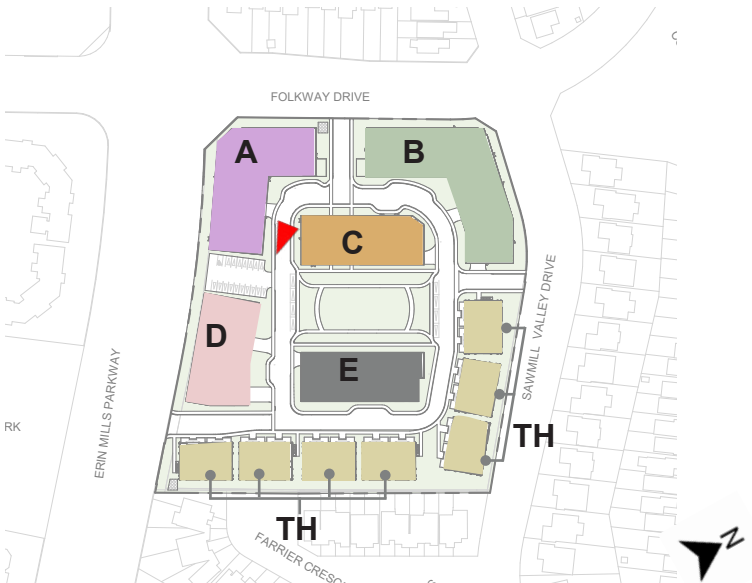 FOLKWAY DRIVE
A
B
C
D
E
SAWMILL VALLEY DRIVE
ERIN MILLS PARKWAY
RK
TH
TH
FARRIER CRESC
N